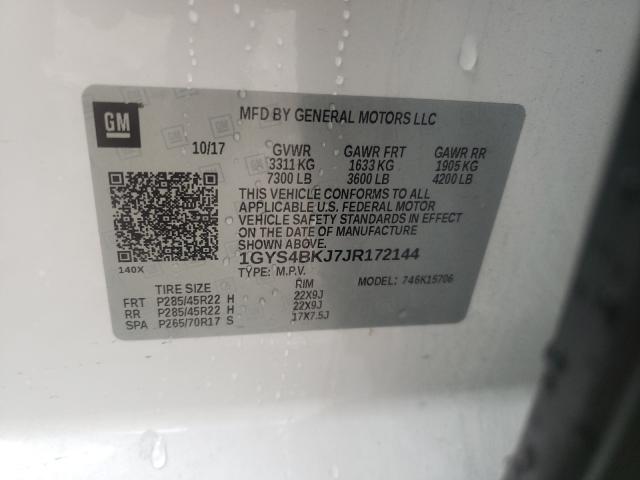 GM
MFD BY GENERAL MOTORS LLC
10/17 GVWR GAWR FRT GAWR RR
3311 KG 1633 KG 1905 KG
7300 LB 3600 LB 4200 LB
THIS VEHICLE CONFORMS TO ALL
APPLICABLE U.S. FEDERAL MOTOR
VEHICLE SAFETY STANDARDS IN EFFECT
ON THE DATE OF MANUFACTURE
1GYS4BKJ7JR172144
140X
TYPE: M.P.V. MODEL: 746K15706
TIRE SIZE RIM
FRT P285/45R22 H 22X9J
RR P285/45R22 H 22X9J
SPA P265/70R17 S 17X7.5J